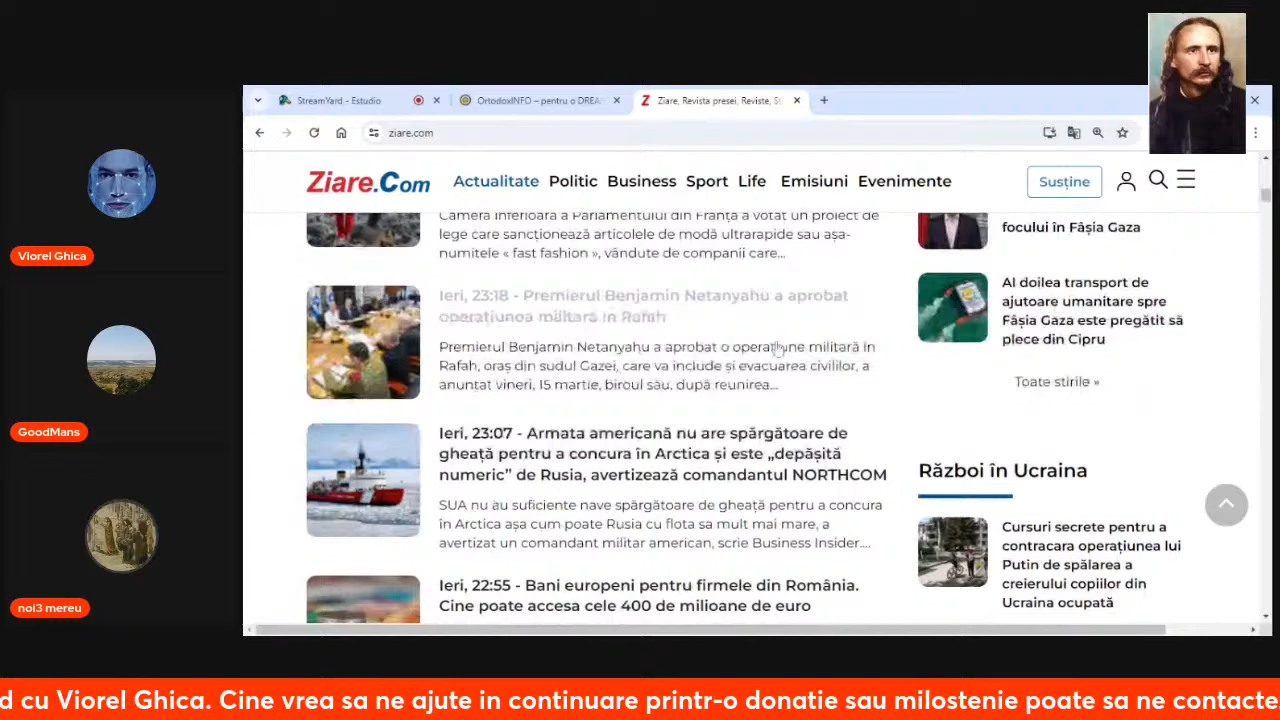 StreamYard - Estudio
OrtodoxINFO – pentru o DREA
Ziare, Revista presei, Reviste, Sti
ziare.com
Ziare.Com
Actualitate Politic Business Sport Life Emisiuni Evenimente
Susține
Camera Inferioară a Parlamentului din Franța a votat un proiect de
lege care sancționează articolele de modă ultrarapide sau așa-
numitele « fast fashion », vândute de companii care...
Ieri, 23:18 - Premierul Benjamin Netanyahu a aprobat
operațiunea militară în Rafah
Premierul Benjamin Netanyahu a aprobat o operațiune militară în
Rafah, oraș din sudul Gazei, care va include și evacuarea civililor, a
anunțat vineri, 15 martie, biroul său, după reuniunea...
Ieri, 23:07 - Armata americană nu are spărgătoare de
gheață pentru a concura în Arctica și este „depășită
numeric” de Rusia, avertizează comandantul NORTHCOM
SUA nu au suficiente nave spărgătoare de gheață pentru a concura
în Arctica așa cum poate Rusia cu flota sa mult mai mare, a
avertizat un comandant militar american, scrie Business Insider....
Ieri, 22:55 - Bani europeni pentru firmele din România.
Cine poate accesa cele 400 de milioane de euro
focului în Fâșia Gaza
Al doilea transport de
ajutoare umanitare spre
Fâșia Gaza este pregătit să
plece din Cipru
Toate stirile »
Război în Ucraina
Cursuri secrete pentru a
contracara operațiunea lui
Putin de spălarea a
creierului copiilor din
Ucraina ocupată
Viorel Ghica
GoodMans
noi3 mereu
d cu Viorel Ghica. Cine vrea sa ne ajute in continuare printr-o donatie sau milostenie poate sa ne contacte